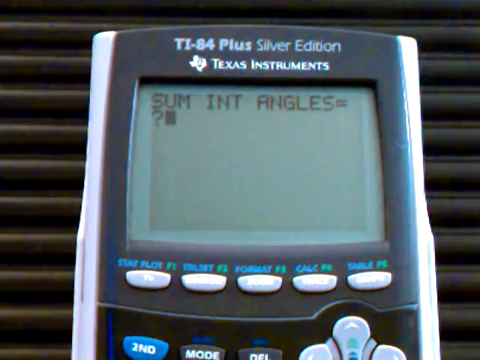 TI-84 Plus Silver Edition
TEXAS INSTRUMENTS
SUM INT ANGLES=
?
STAT PLOT F1 TBLSET F2 FORMAT F3 CALC F4 TABLE F5
2ND MODE DEL